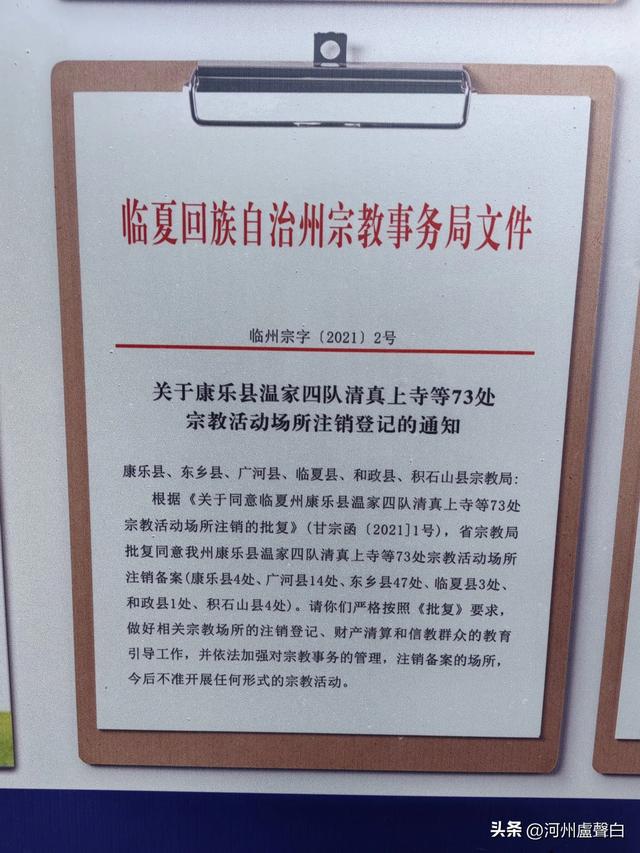 临夏回族自治州宗教事务局文件
临州宗字〔2021〕2号
关于康乐县温家四队清真上寺等73处
宗教活动场所注销登记的通知
康乐县、东乡县、广河县、临夏县、和政县、积石山县宗教局:
根据《关于同意临夏州康乐县温家四队清真上寺等73处
宗教活动场所注销的批复》(甘宗函〔2021]1号),省宗教局
批复同意我州康乐县温家四队清真上寺等73处宗教活动场所
注销备案(康乐县4处、广河县14处、东乡县47处、临夏县3处、
和政县1处、积石山县4处)。请你们严格按照《批复》要求,
做好相关宗教场所的注销登记、财产清算和信教群众的教育
引导工作,并依法加强对宗教事务的管理,注销备案的场所,
今后不准开展任何形式的宗教活动。
头条 @河州盧聲白